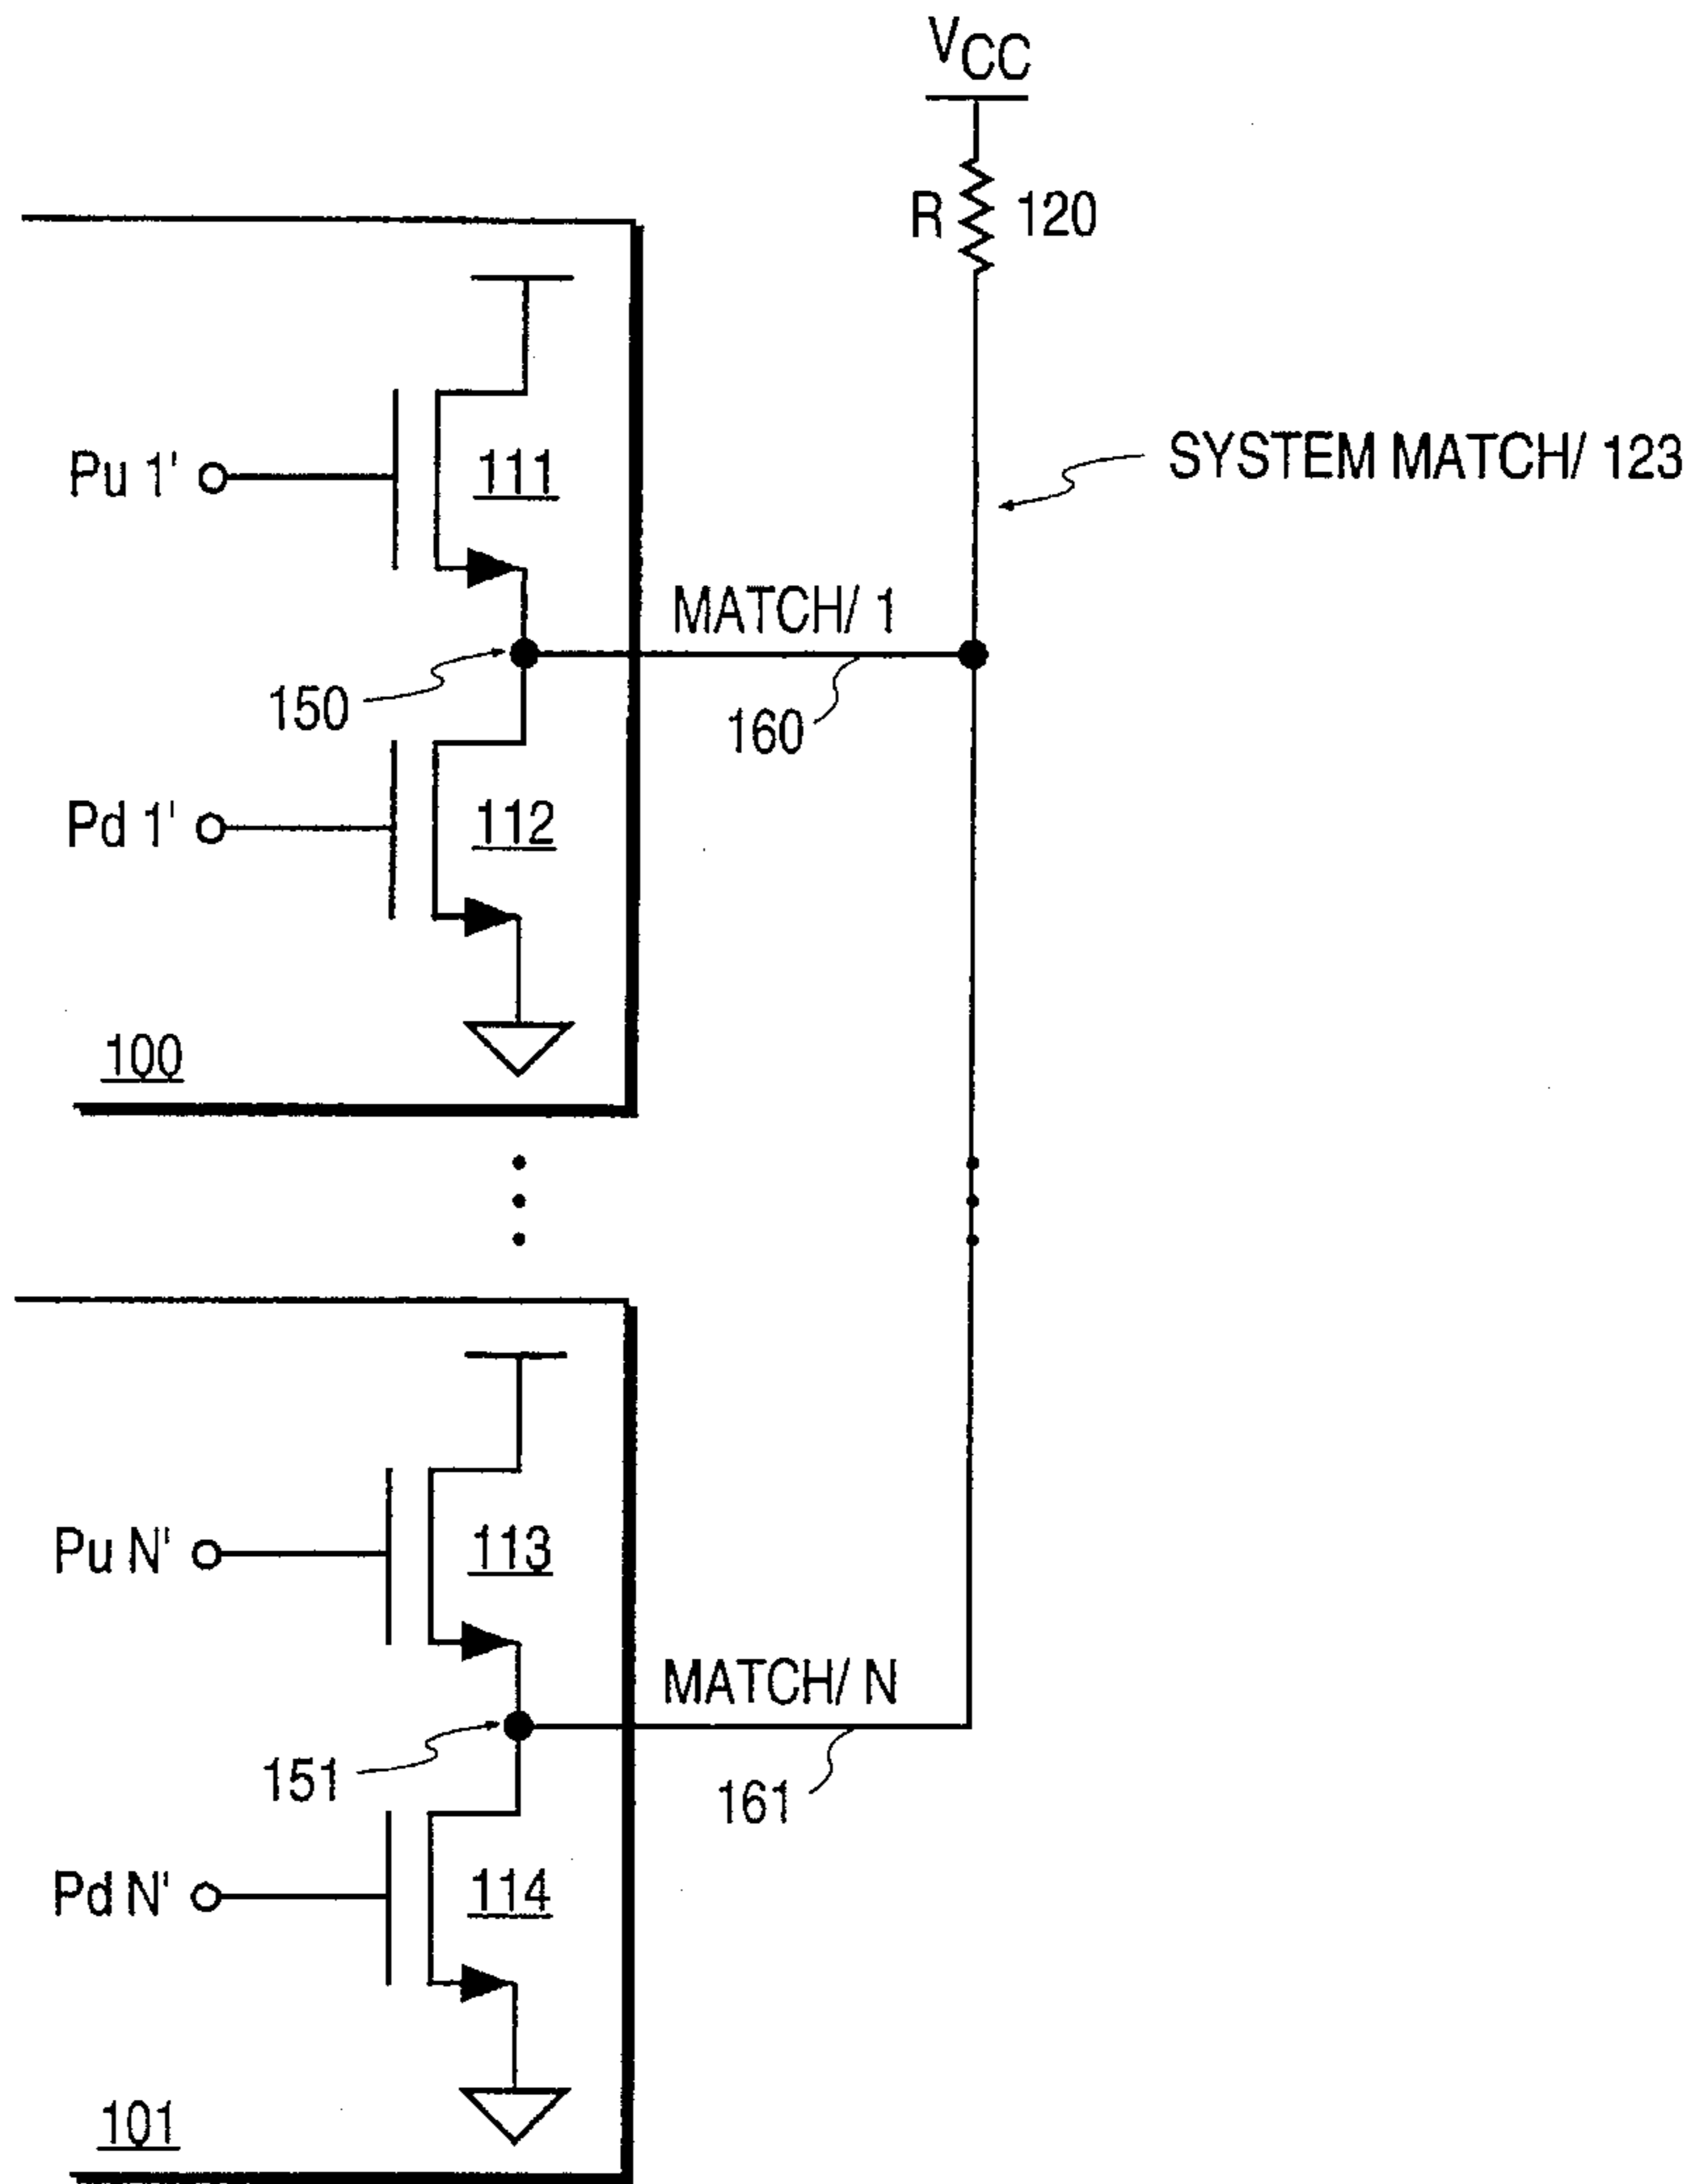 VCC
R
120
Pu 1'
111
SYSTEM MATCH/ 123
MATCH/ 1
150
160
Pd 1'
112
100
Pu N'
113
MATCH/ N
151
161
Pd N'
114
101